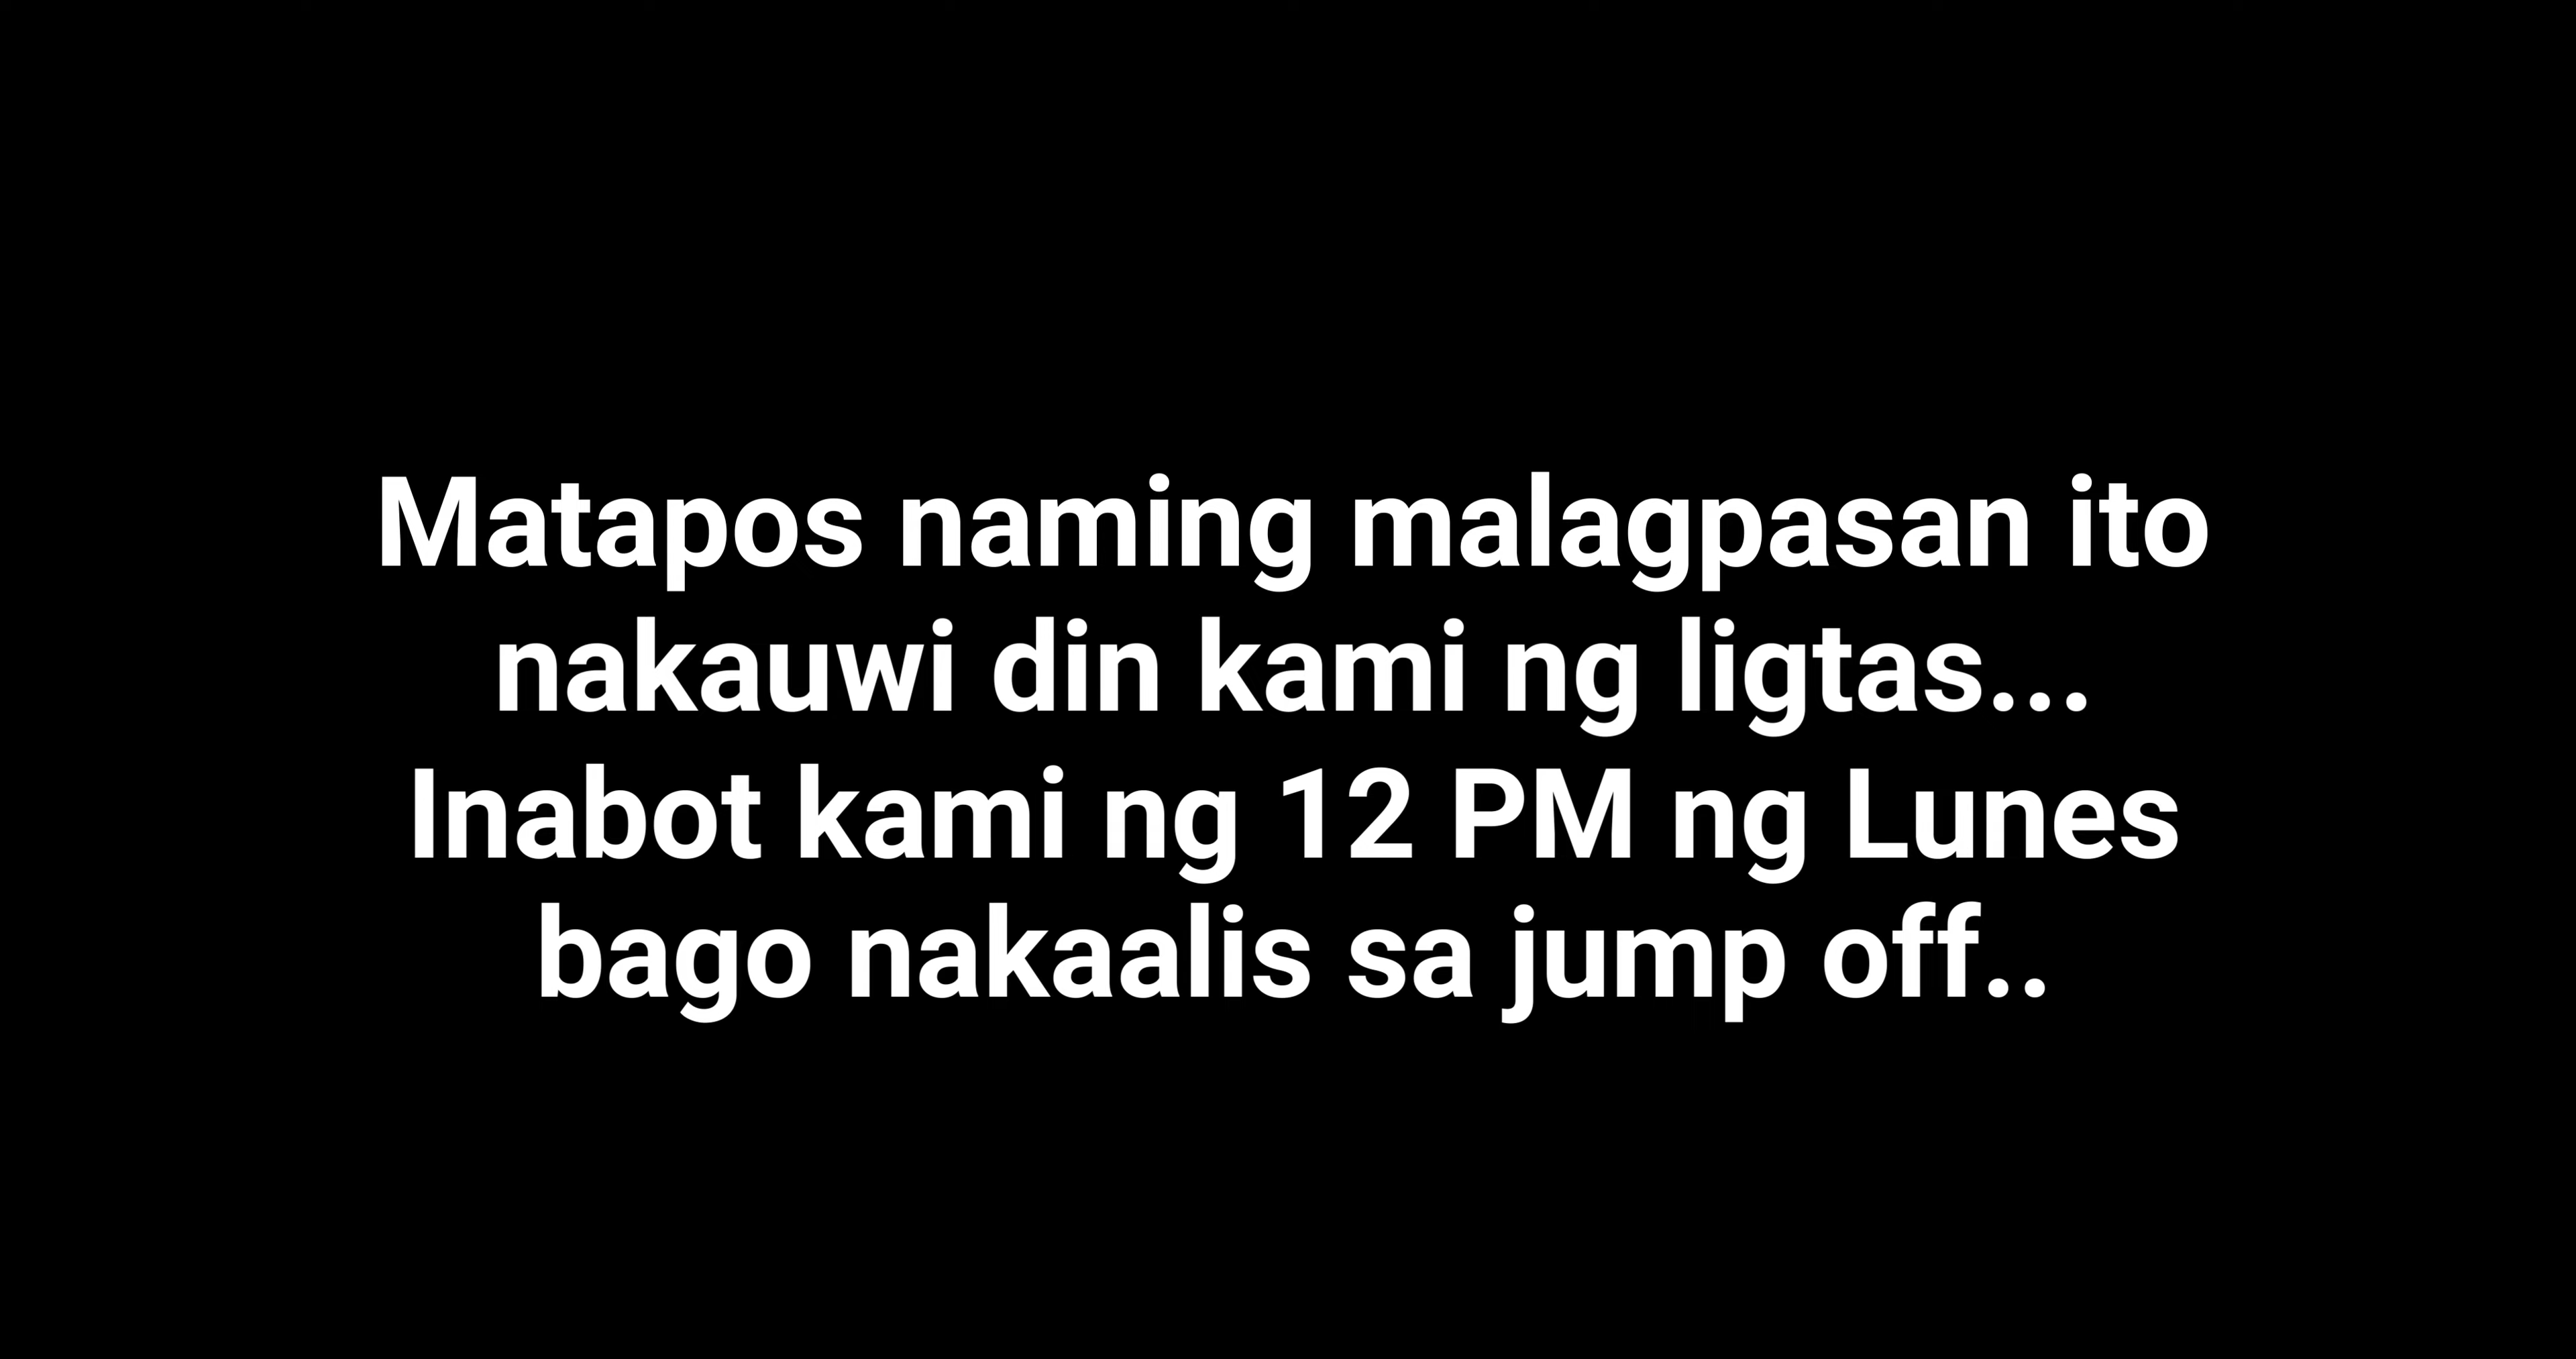 Matapos naming malagpasan ito
nakauwi din kami ng ligtas...
Inabot kami ng 12 PM ng Lunes
bago nakaalis sa jump off..